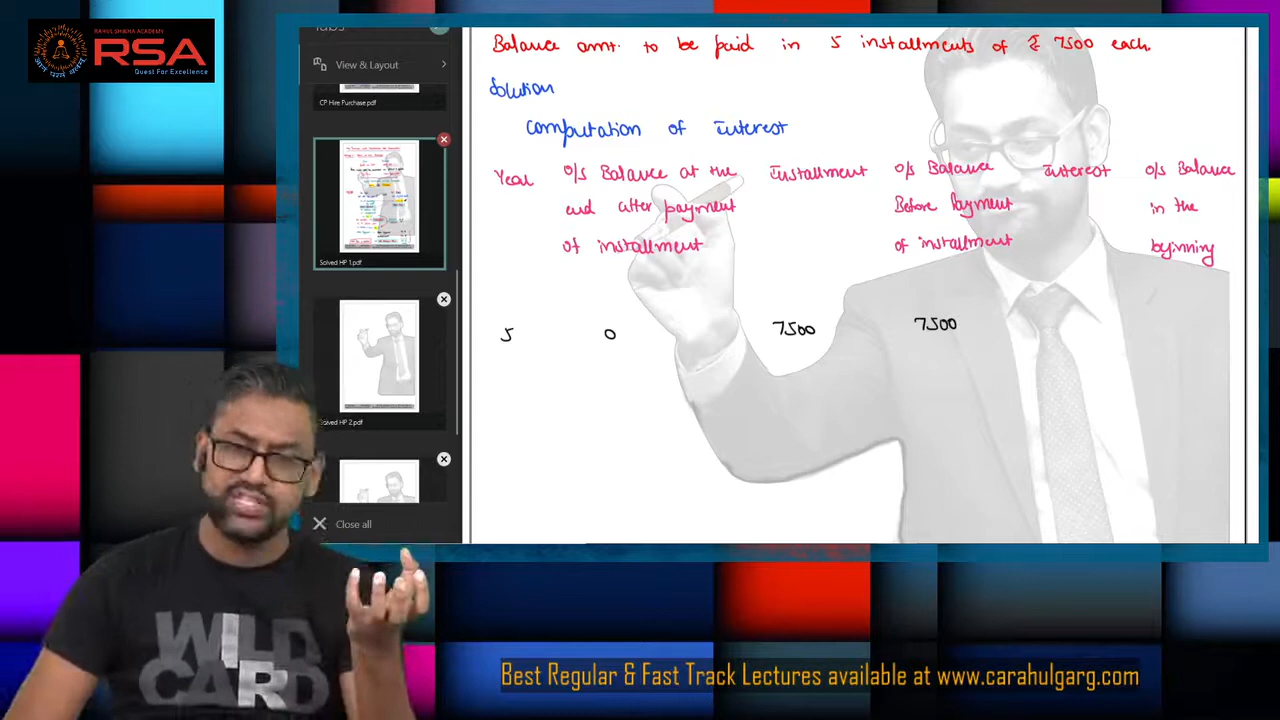 RAHUL SHIKHA ACADEMY
RSA
Quest For Excellence
View & Layout
CP Hire Purchase.pdf
Solved HP 1.pdf
Solved HP 2.pdf
Close all
Balance amt. to be paid in 5 installments of ₹ 7500 each.
Solution
Computation of Interest
Year O/s Balance at the Installment O/s Balance Interest O/s Balance
end after payment Before Payment in the
of installment of installment beginning
5 0 7500 7500
WILD
CARD
Best Regular & Fast Track Lectures available at www.carahulgarg.com